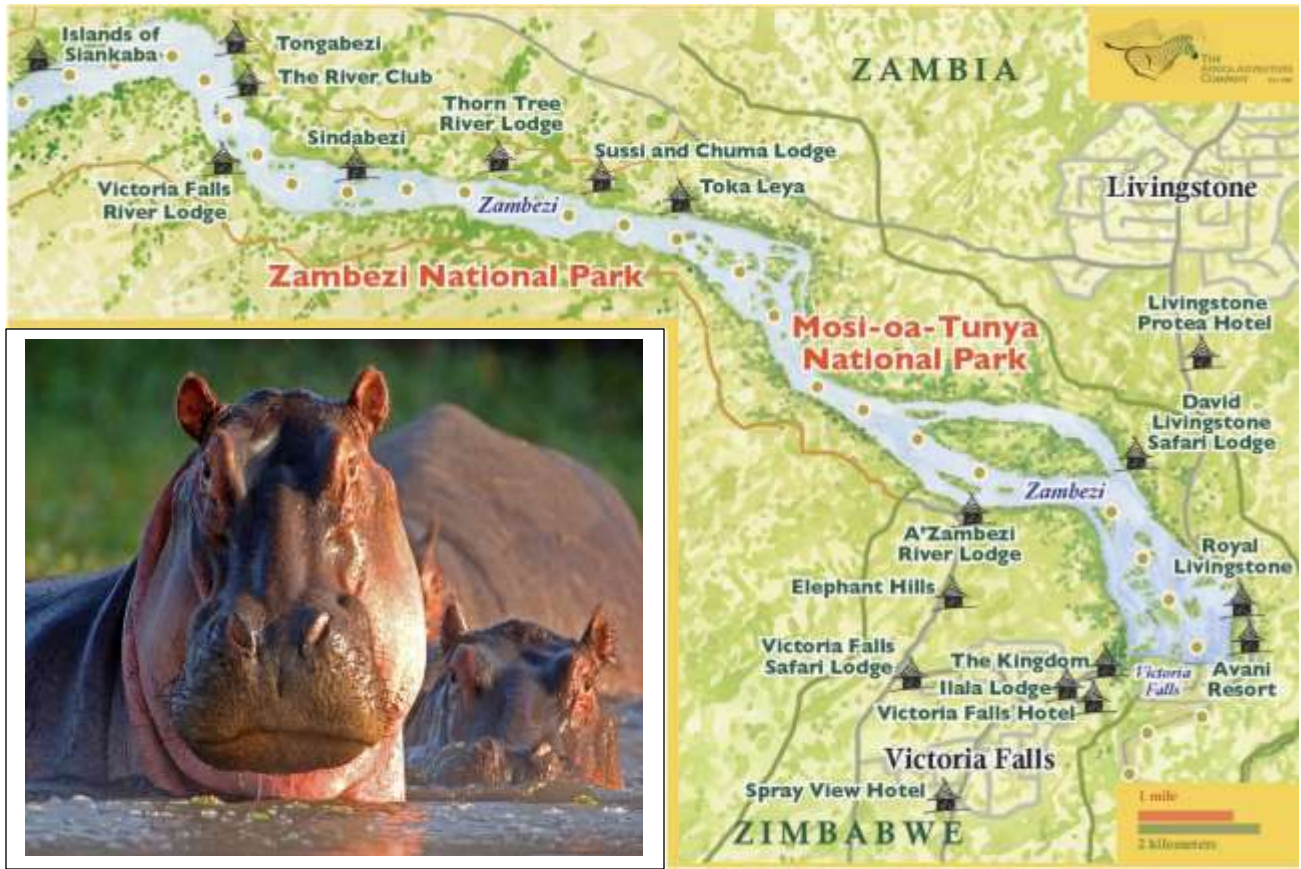 Islands of
Siankaba
Tongabezi
The River Club
Thorn Tree
River Lodge
Sindabezi
Sussi and Chuma Lodge
Victoria Falls
River Lodge
Toka Leya
Zambezi
Zambezi National Park
ZAMBIA
THE
COMPANY
Livingstone
Livingstone
Protea Hotel
Mosi-oa-Tunya
National Park
David
Livingstone
Safari Lodge
Zambezi
A'Zambezi
River Lodge
Royal
Livingstone
Elephant Hills
Victoria Falls
Safari Lodge
The Kingdom
Ilala Lodge
Victoria Falls Hotel
Victoria
Falls
Avani
Resort
Victoria Falls
Spray View Hotel
ZIMBABWE
1 mile
2 kilometers